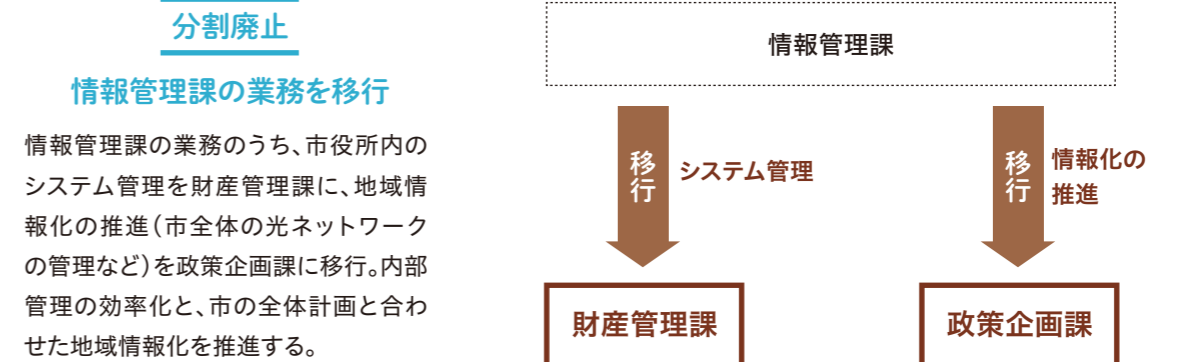 分割廃止
情報管理課の業務を移行
情報管理課の業務のうち、市役所内の
システム管理を財産管理課に、地域情
報化の推進（市全体の光ネットワーク
の管理など）を政策企画課に移行。内部
管理の効率化と、市の全体計画と合わ
せた地域情報化を推進する。
情報管理課
移行
システム管理
移行
情報化の
推進
財産管理課
政策企画課